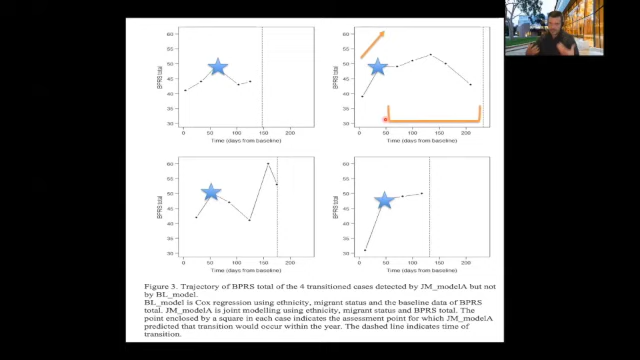 60
55
50
45
40
35
30
BPRS total
0 50 100 150 200
Time (days from baseline)
60
55
50
45
40
35
30
BPRS total
0 50 100 150 200
Time (days from baseline)
60
55
50
45
40
35
30
BPRS total
0 50 100 150 200
Time (days from baseline)
60
55
50
45
40
35
30
BPRS total
0 50 100 150 200
Time (days from baseline)
Figure 3. Trajectory of BPRS total of the 4 transitioned cases detected by JM_modelA but not
by BL_model.
BL_model is Cox regression using ethnicity, migrant status and the baseline data of BPRS
total. JM_modelA is joint modelling using ethnicity, migrant status and BPRS total. The
point enclosed by a square in each case indicates the assessment point for which JM_modelA
predicted that transition would occur within the year. The dashed line indicates time of
transition.